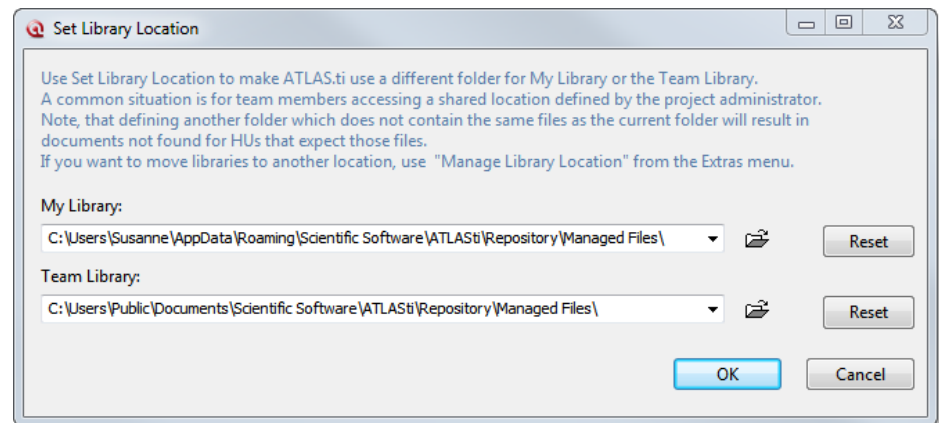 Set Library Location
Use Set Library Location to make ATLAS.ti use a different folder for My Library or the Team Library.
A common situation is for team members accessing a shared location defined by the project administrator.
Note, that defining another folder which does not contain the same files as the current folder will result in
documents not found for HUs that expect those files.
If you want to move libraries to another location, use  "Manage Library Location" from the Extras menu.
My Library:
C:\Users\Susanne\AppData\Roaming\Scientific Software\ATLASti\Repository\Managed Files\
Reset
Team Library:
C:\Users\Public\Documents\Scientific Software\ATLASti\Repository\Managed Files\
Reset
OK
Cancel